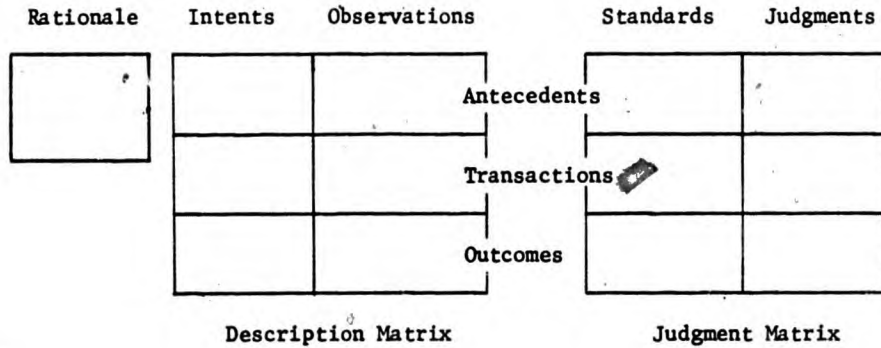 Rationale Intents Observations Standards Judgments
Antecedents
Transactions
Outcomes
Description Matrix Judgment Matrix